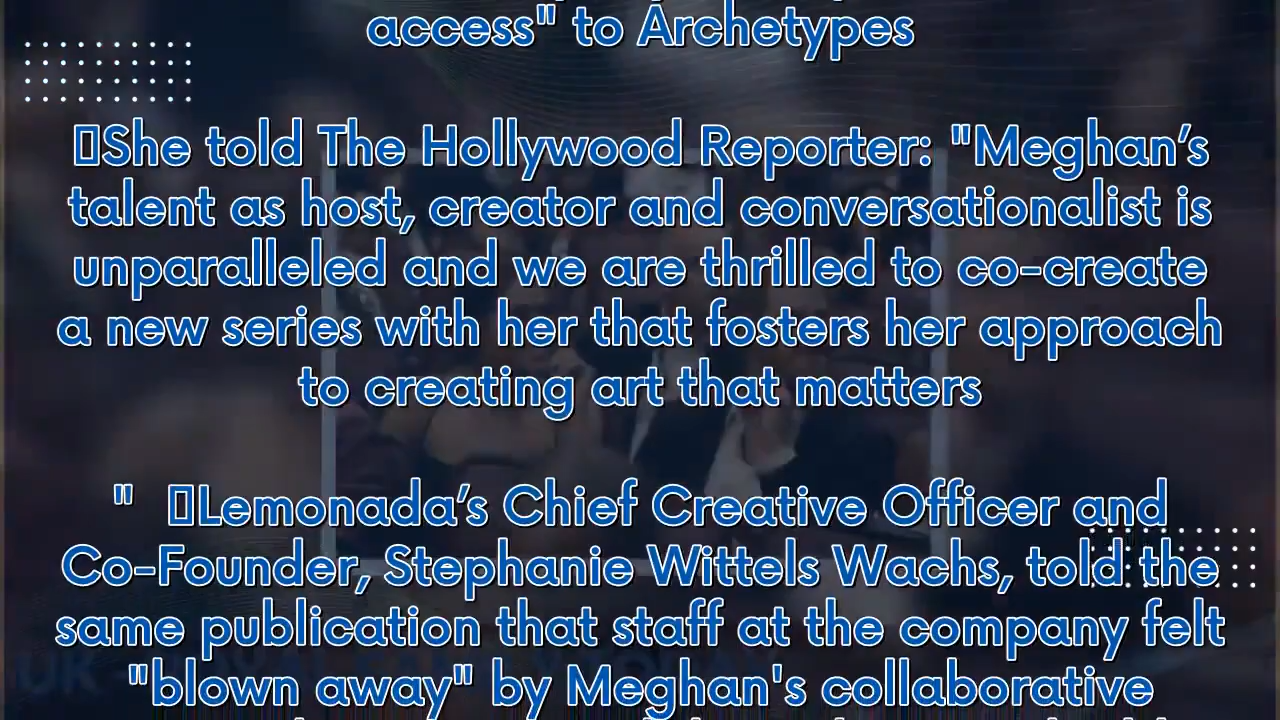 access" to Archetypes
▯She told The Hollywood Reporter: "Meghan’s
talent as host, creator and conversationalist is
unparalleled and we are thrilled to co-create
a new series with her that fosters her approach
to creating art that matters
" ▯Lemonada’s Chief Creative Officer and
Co-Founder, Stephanie Wittels Wachs, told the
same publication that staff at the company felt
"blown away" by Meghan's collaborative